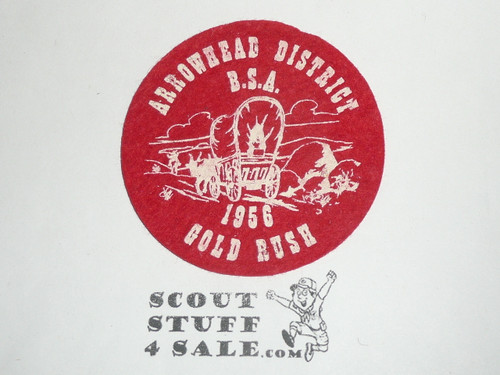 ARROWHEAD DISTRICT
B.S.A.
1956
GOLD RUSH
SCOUT
STUFF
4 SALE.COM